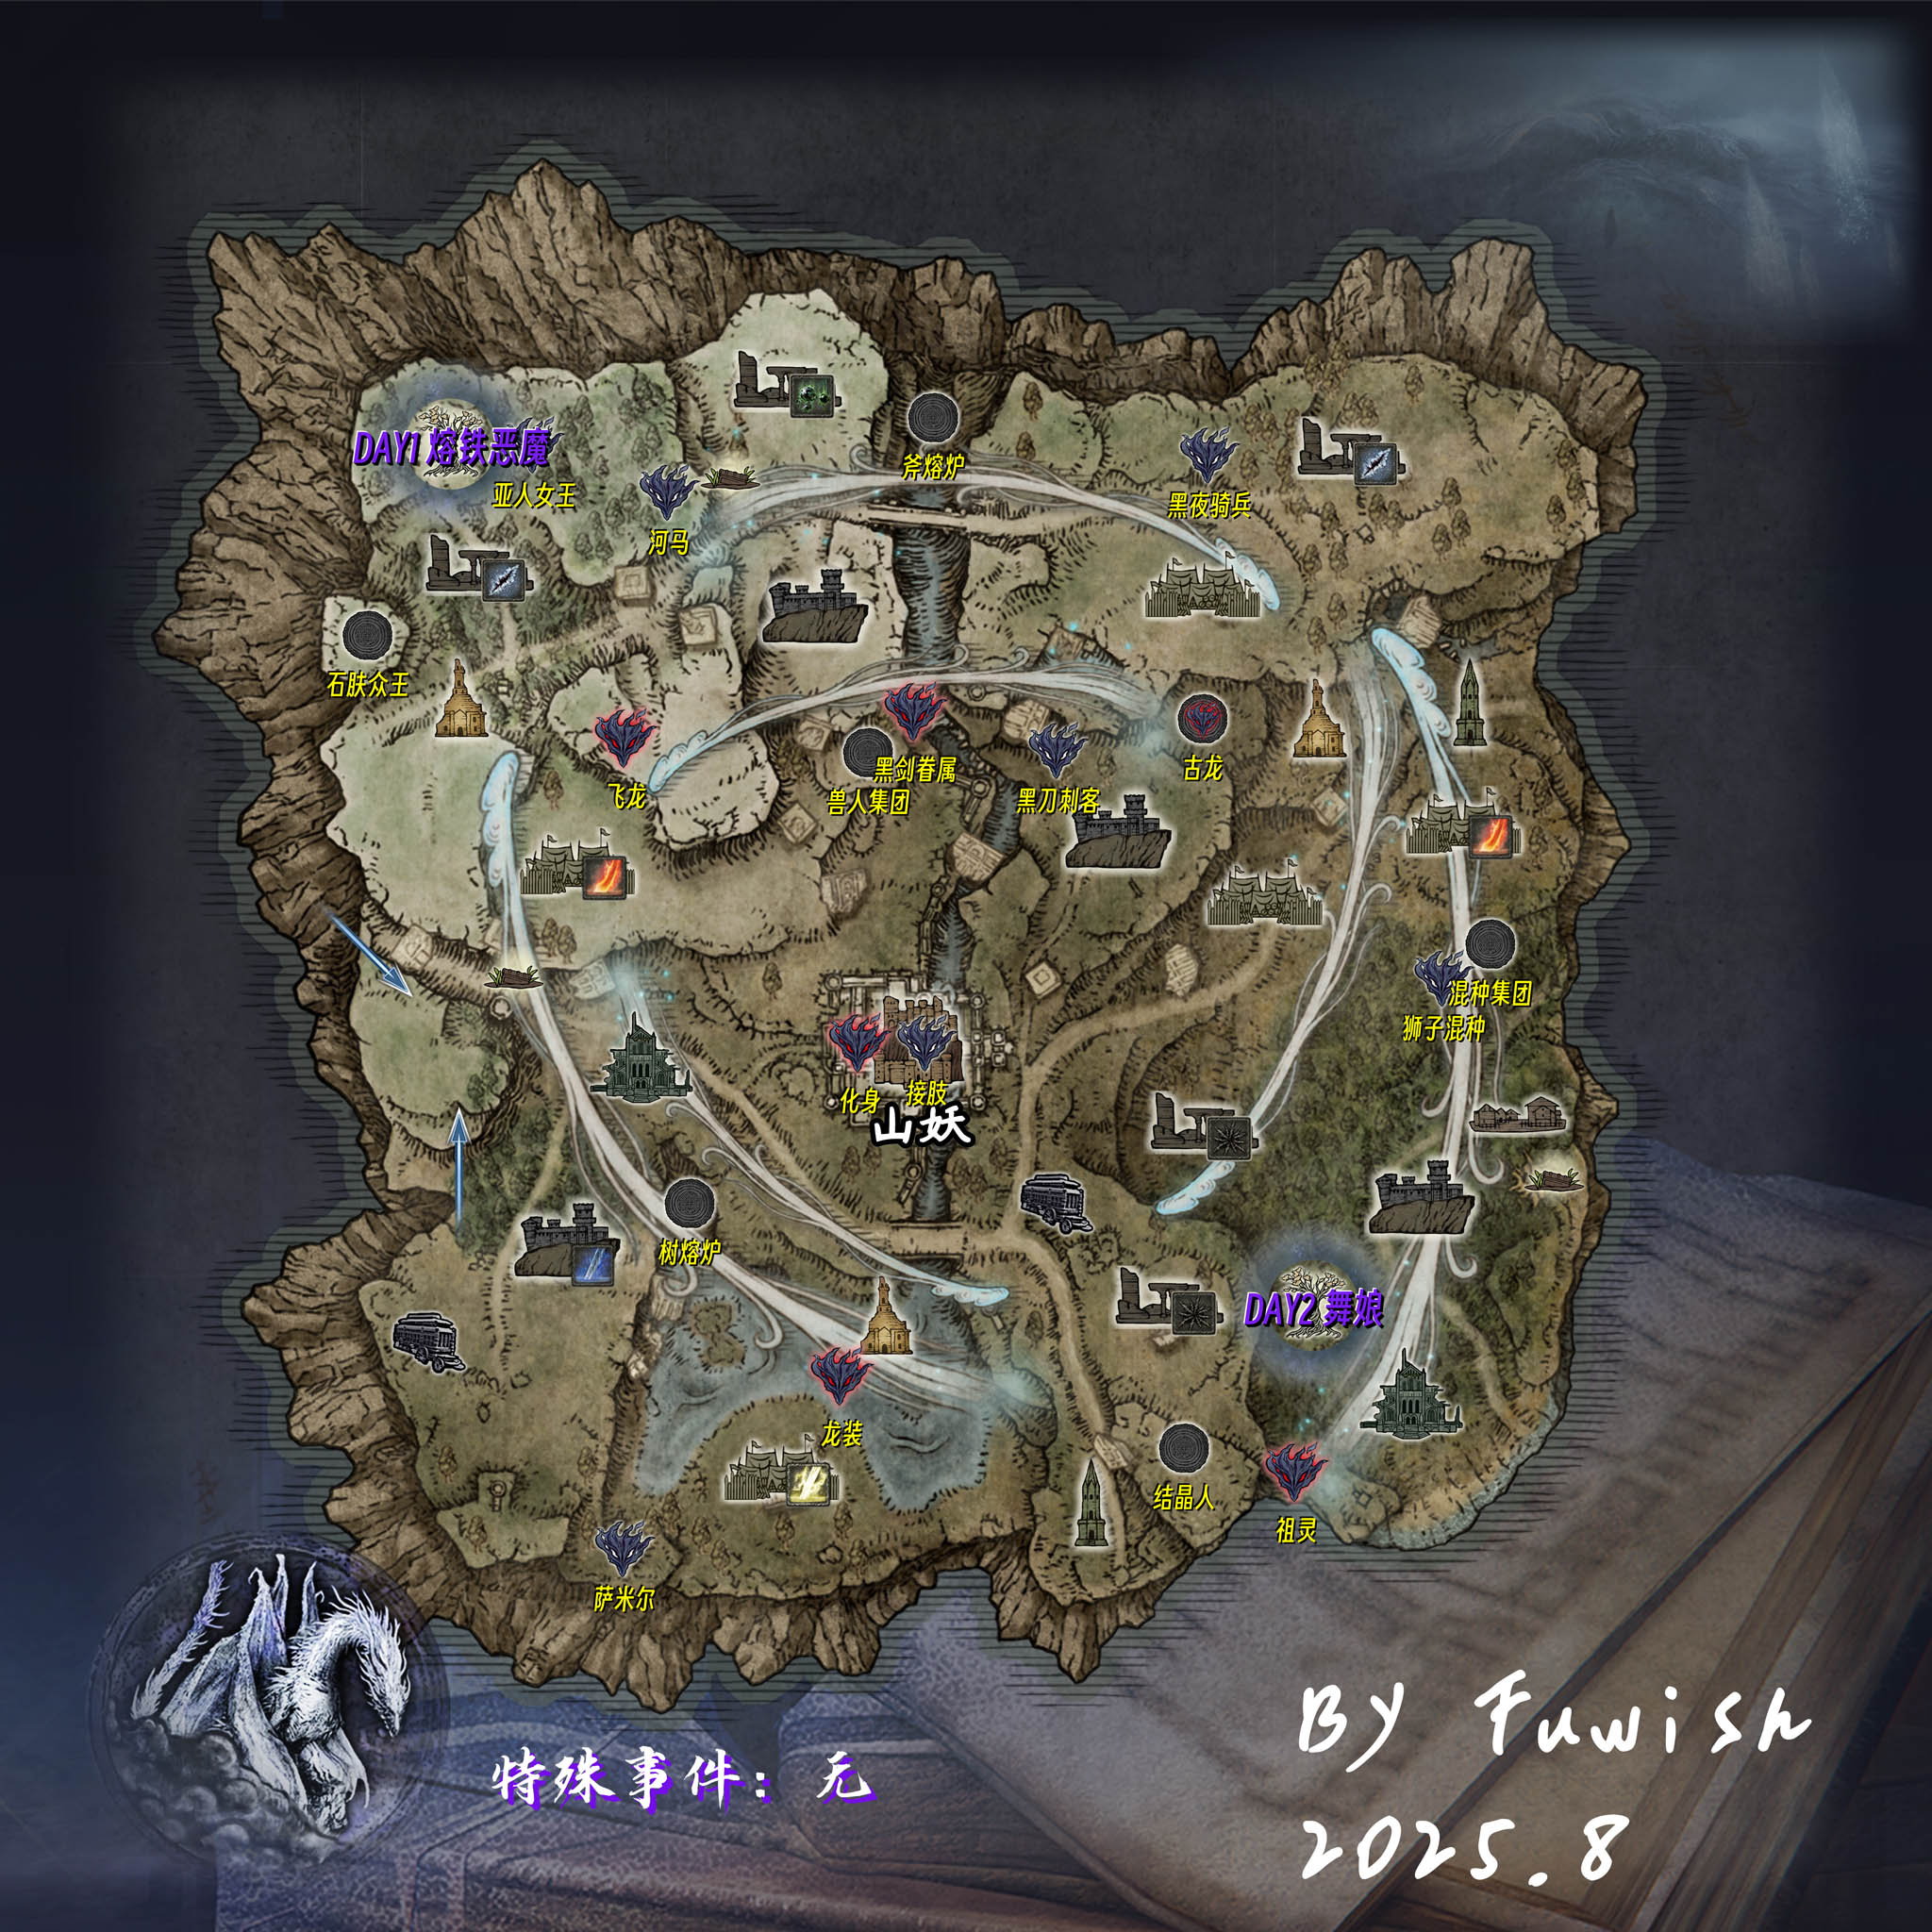 DAY1 熔铁恶魔
亚人女王
斧熔炉
河马
黑夜骑兵
石肤众王
飞龙
黑剑眷属
兽人集团
黑刀刺客
古龙
混种集团
狮子混种
化身
接肢
山妖
树熔炉
DAY2 舞娘
龙装
结晶人
祖灵
萨米尔
特殊事件：无
BY Fuwish
2025.8